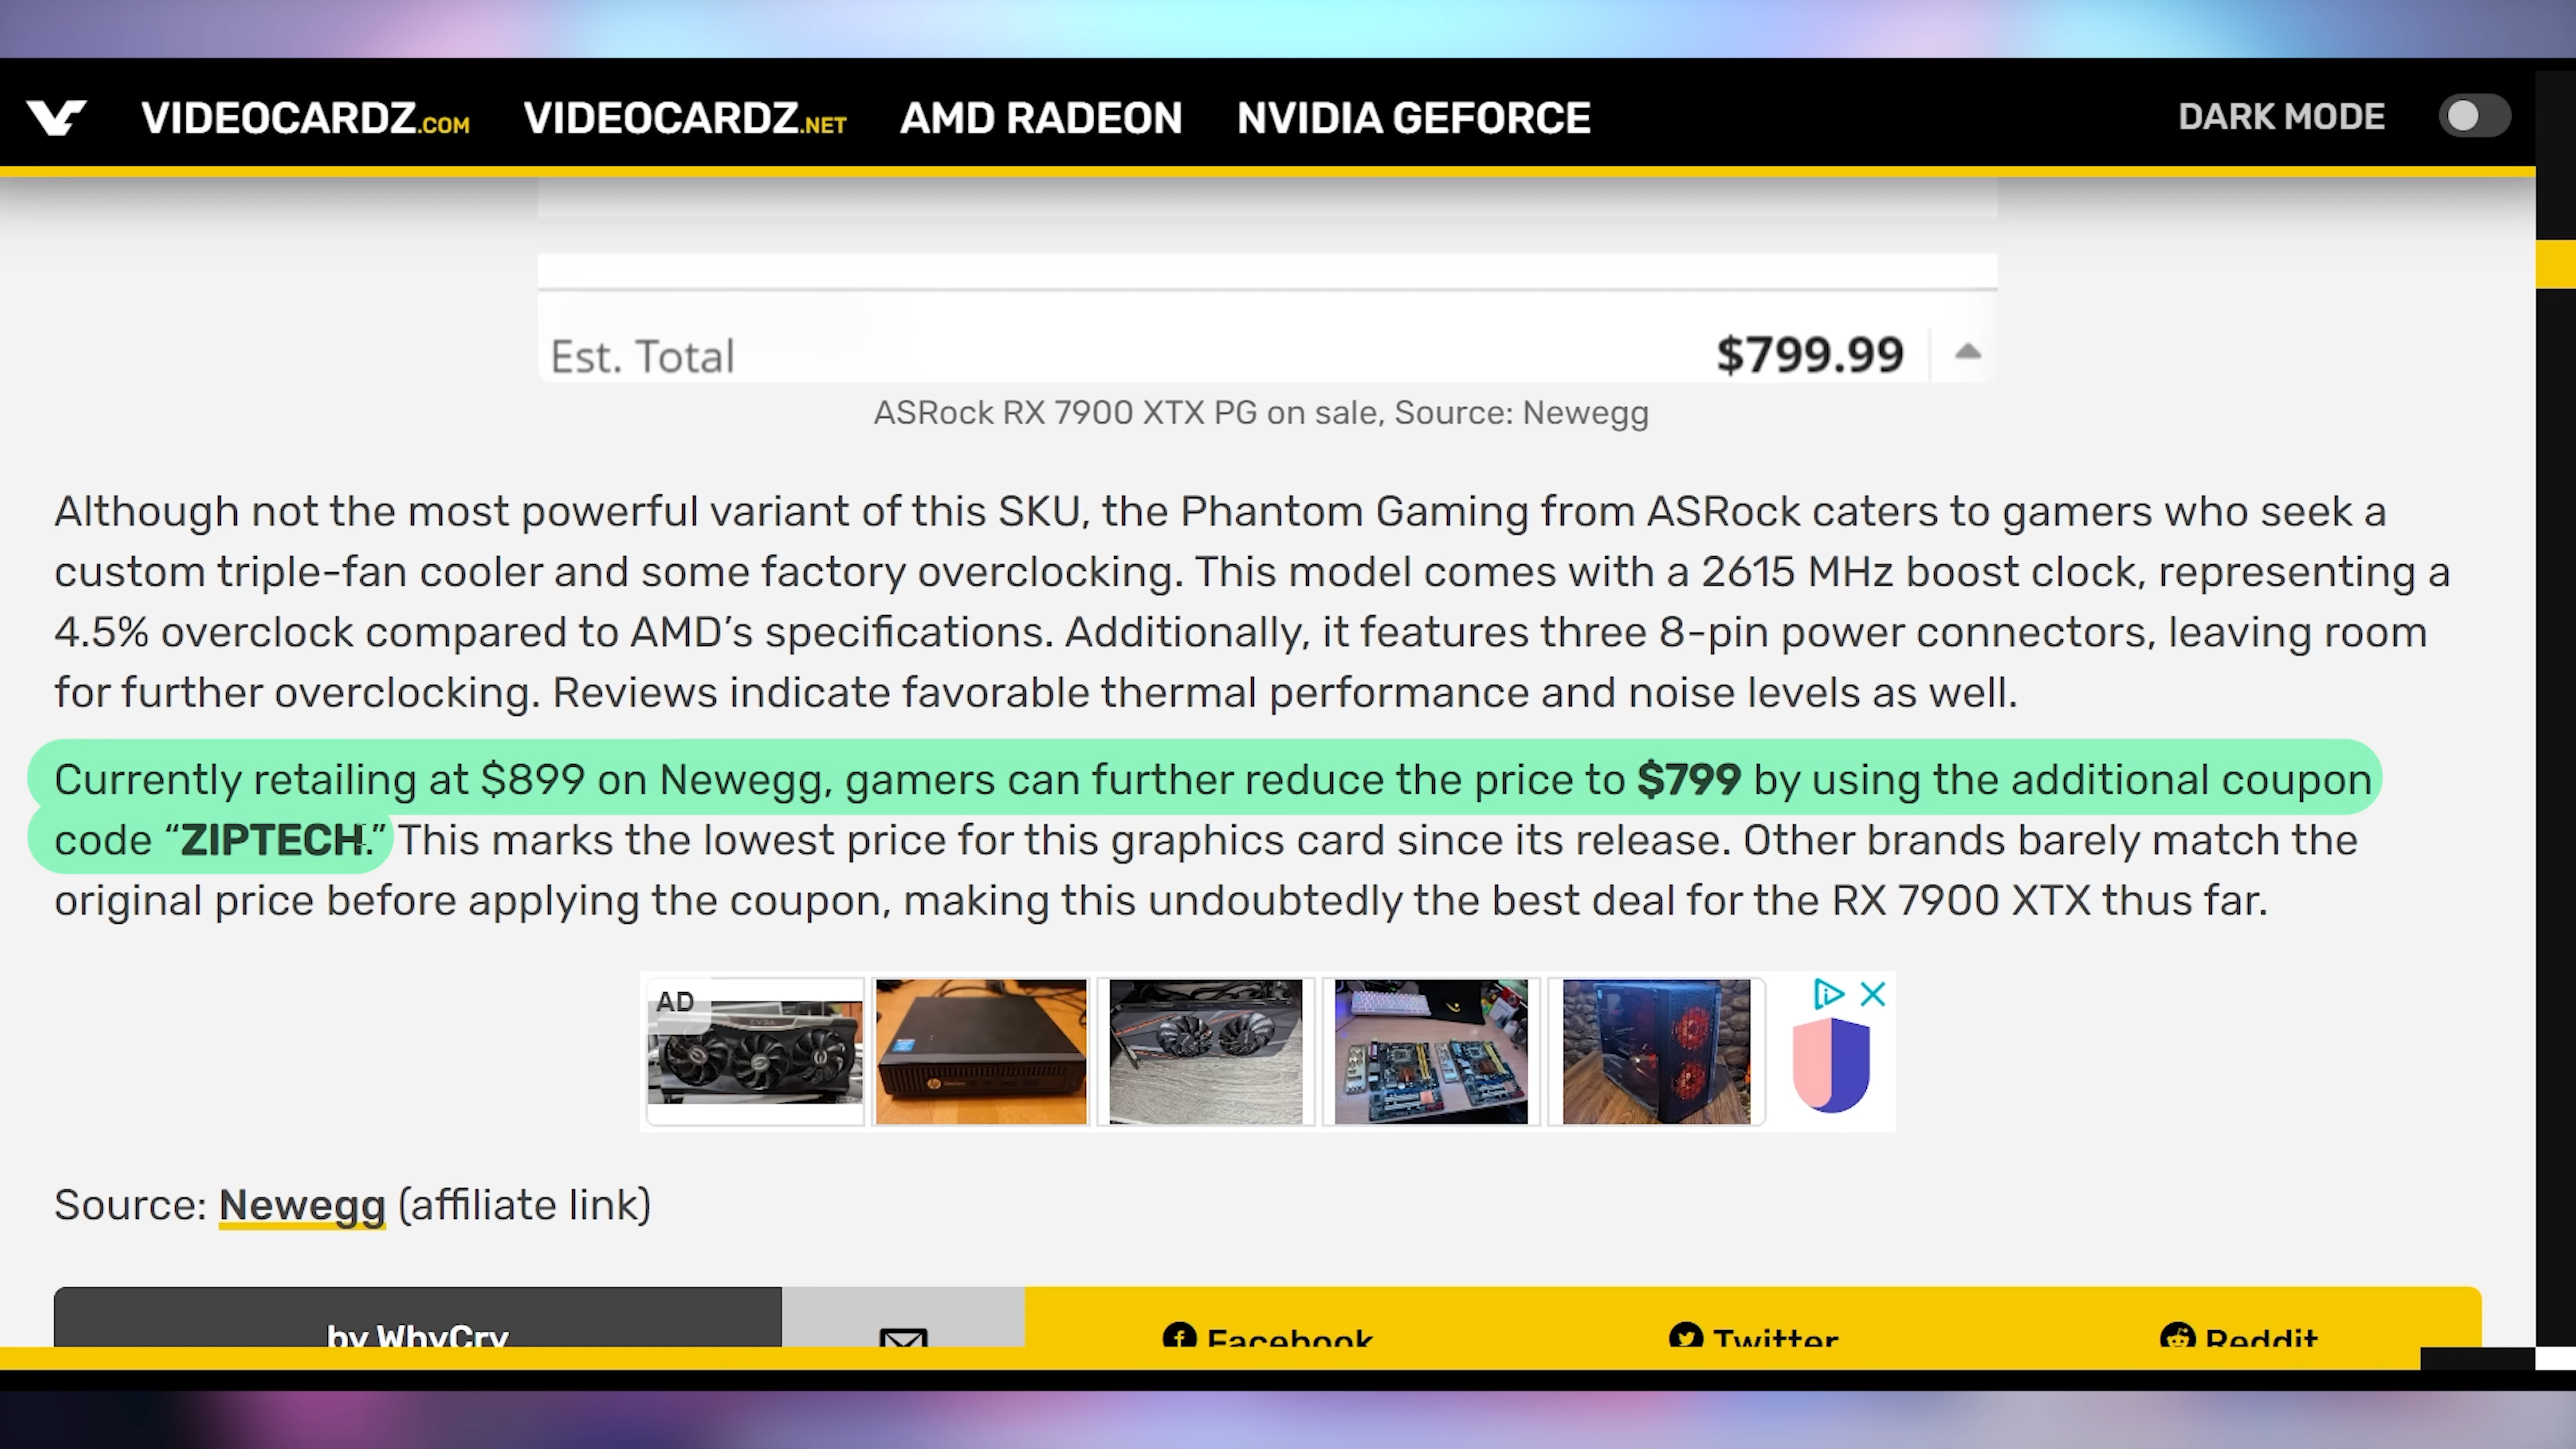 VIDEOCARDZ.COM VIDEOCARDZ.NET AMD RADEON NVIDIA GEFORCE DARK MODE
Est. Total $799.99
ASRock RX 7900 XTX PG on sale, Source: Newegg
Although not the most powerful variant of this SKU, the Phantom Gaming from ASRock caters to gamers who seek a
custom triple-fan cooler and some factory overclocking. This model comes with a 2615 MHz boost clock, representing a
4.5% overclock compared to AMD’s specifications. Additionally, it features three 8-pin power connectors, leaving room
for further overclocking. Reviews indicate favorable thermal performance and noise levels as well.
Currently retailing at $899 on Newegg, gamers can further reduce the price to $799 by using the additional coupon
code “ZIPTECH.” This marks the lowest price for this graphics card since its release. Other brands barely match the
original price before applying the coupon, making this undoubtedly the best deal for the RX 7900 XTX thus far.
AD
EVGA
hp
Source: Newegg (affiliate link)
by WhyCry Facebook Twitter Reddit